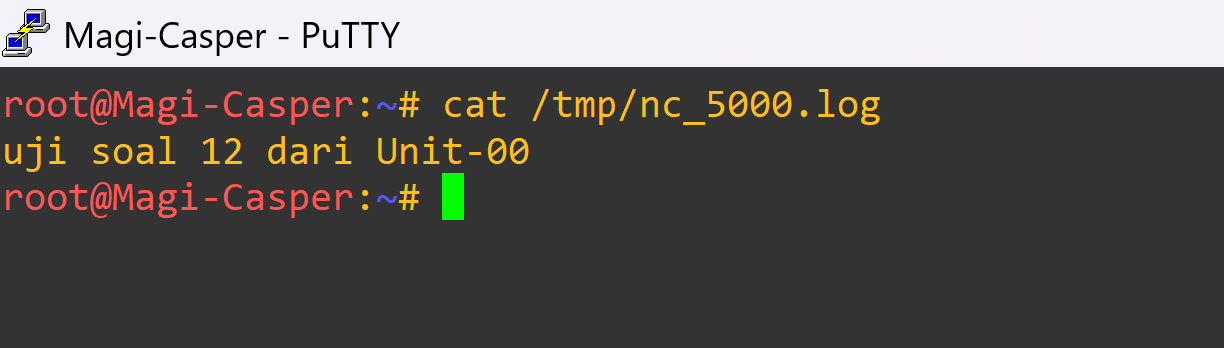 Magi-Casper - PuTTY
root@Magi-Casper:~# cat /tmp/nc_5000.log
uji soal 12 dari Unit-00
root@Magi-Casper:~#